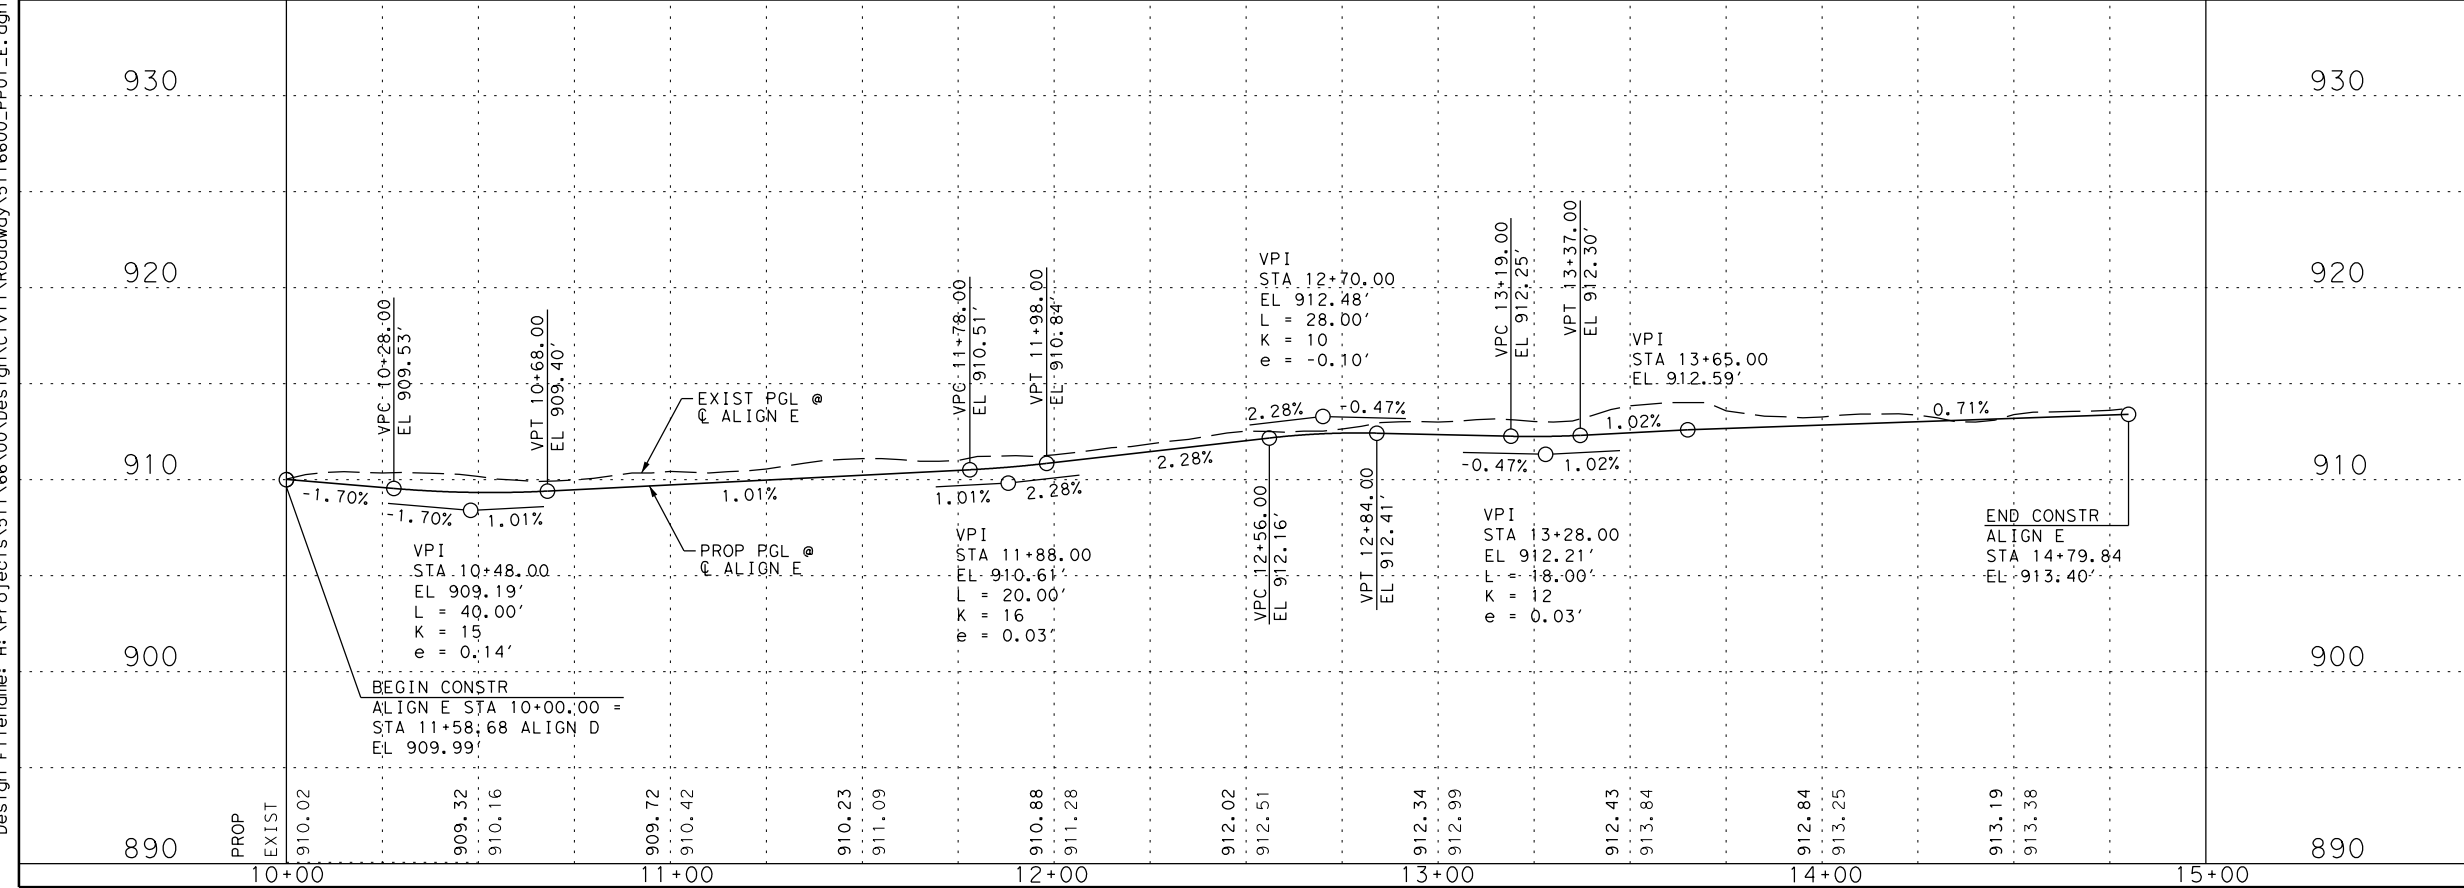 930
930
920
920
910
910
900
900
890
890
VPC 10+28.00
EL 909.53'
VPT 10+68.00
EL 909.40'
-1.70%
-1.70%
1.01%
VPI
STA 10+48.00
EL 909.19'
L = 40.00'
K = 15
e = 0.14'
BEGIN CONSTR
ALIGN E STA 10+00.00 =
STA 11+58.68 ALIGN D
EL 909.99'
EXIST PGL @
℄ ALIGN E
1.01%
PROP PGL @
℄ ALIGN E
VPC 11+78.00
EL 910.51'
VPT 11+98.00
EL 910.84'
1.01%
2.28%
VPI
STA 11+88.00
EL 910.61'
L = 20.00'
K = 16
e = 0.03'
2.28%
VPI
STA 12+70.00
EL 912.48'
L = 28.00'
K = 10
e = -0.10'
2.28%
-0.47%
VPC 12+56.00
EL 912.16'
VPT 12+84.00
EL 912.41'
VPC 13+19.00
EL 912.25'
VPT 13+37.00
EL 912.30'
-0.47%
1.02%
VPI
STA 13+28.00
EL 912.21'
L = 18.00'
K = 12
e = 0.03'
VPI
STA 13+65.00
EL 912.59'
1.02%
0.71%
END CONSTR
ALIGN E
STA 14+79.84
EL 913.40'
PROP
EXIST
910.02
909.32
910.16
909.72
910.42
910.23
911.09
910.88
911.28
912.02
912.51
912.34
912.99
912.43
913.84
912.84
913.25
913.19
913.38
10+00
11+00
12+00
13+00
14+00
15+00